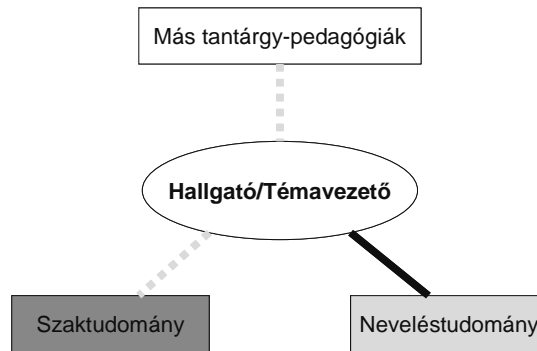 Más tantárgy-pedagógiák
Hallgató/Témavezető
Szaktudomány
Neveléstudomány